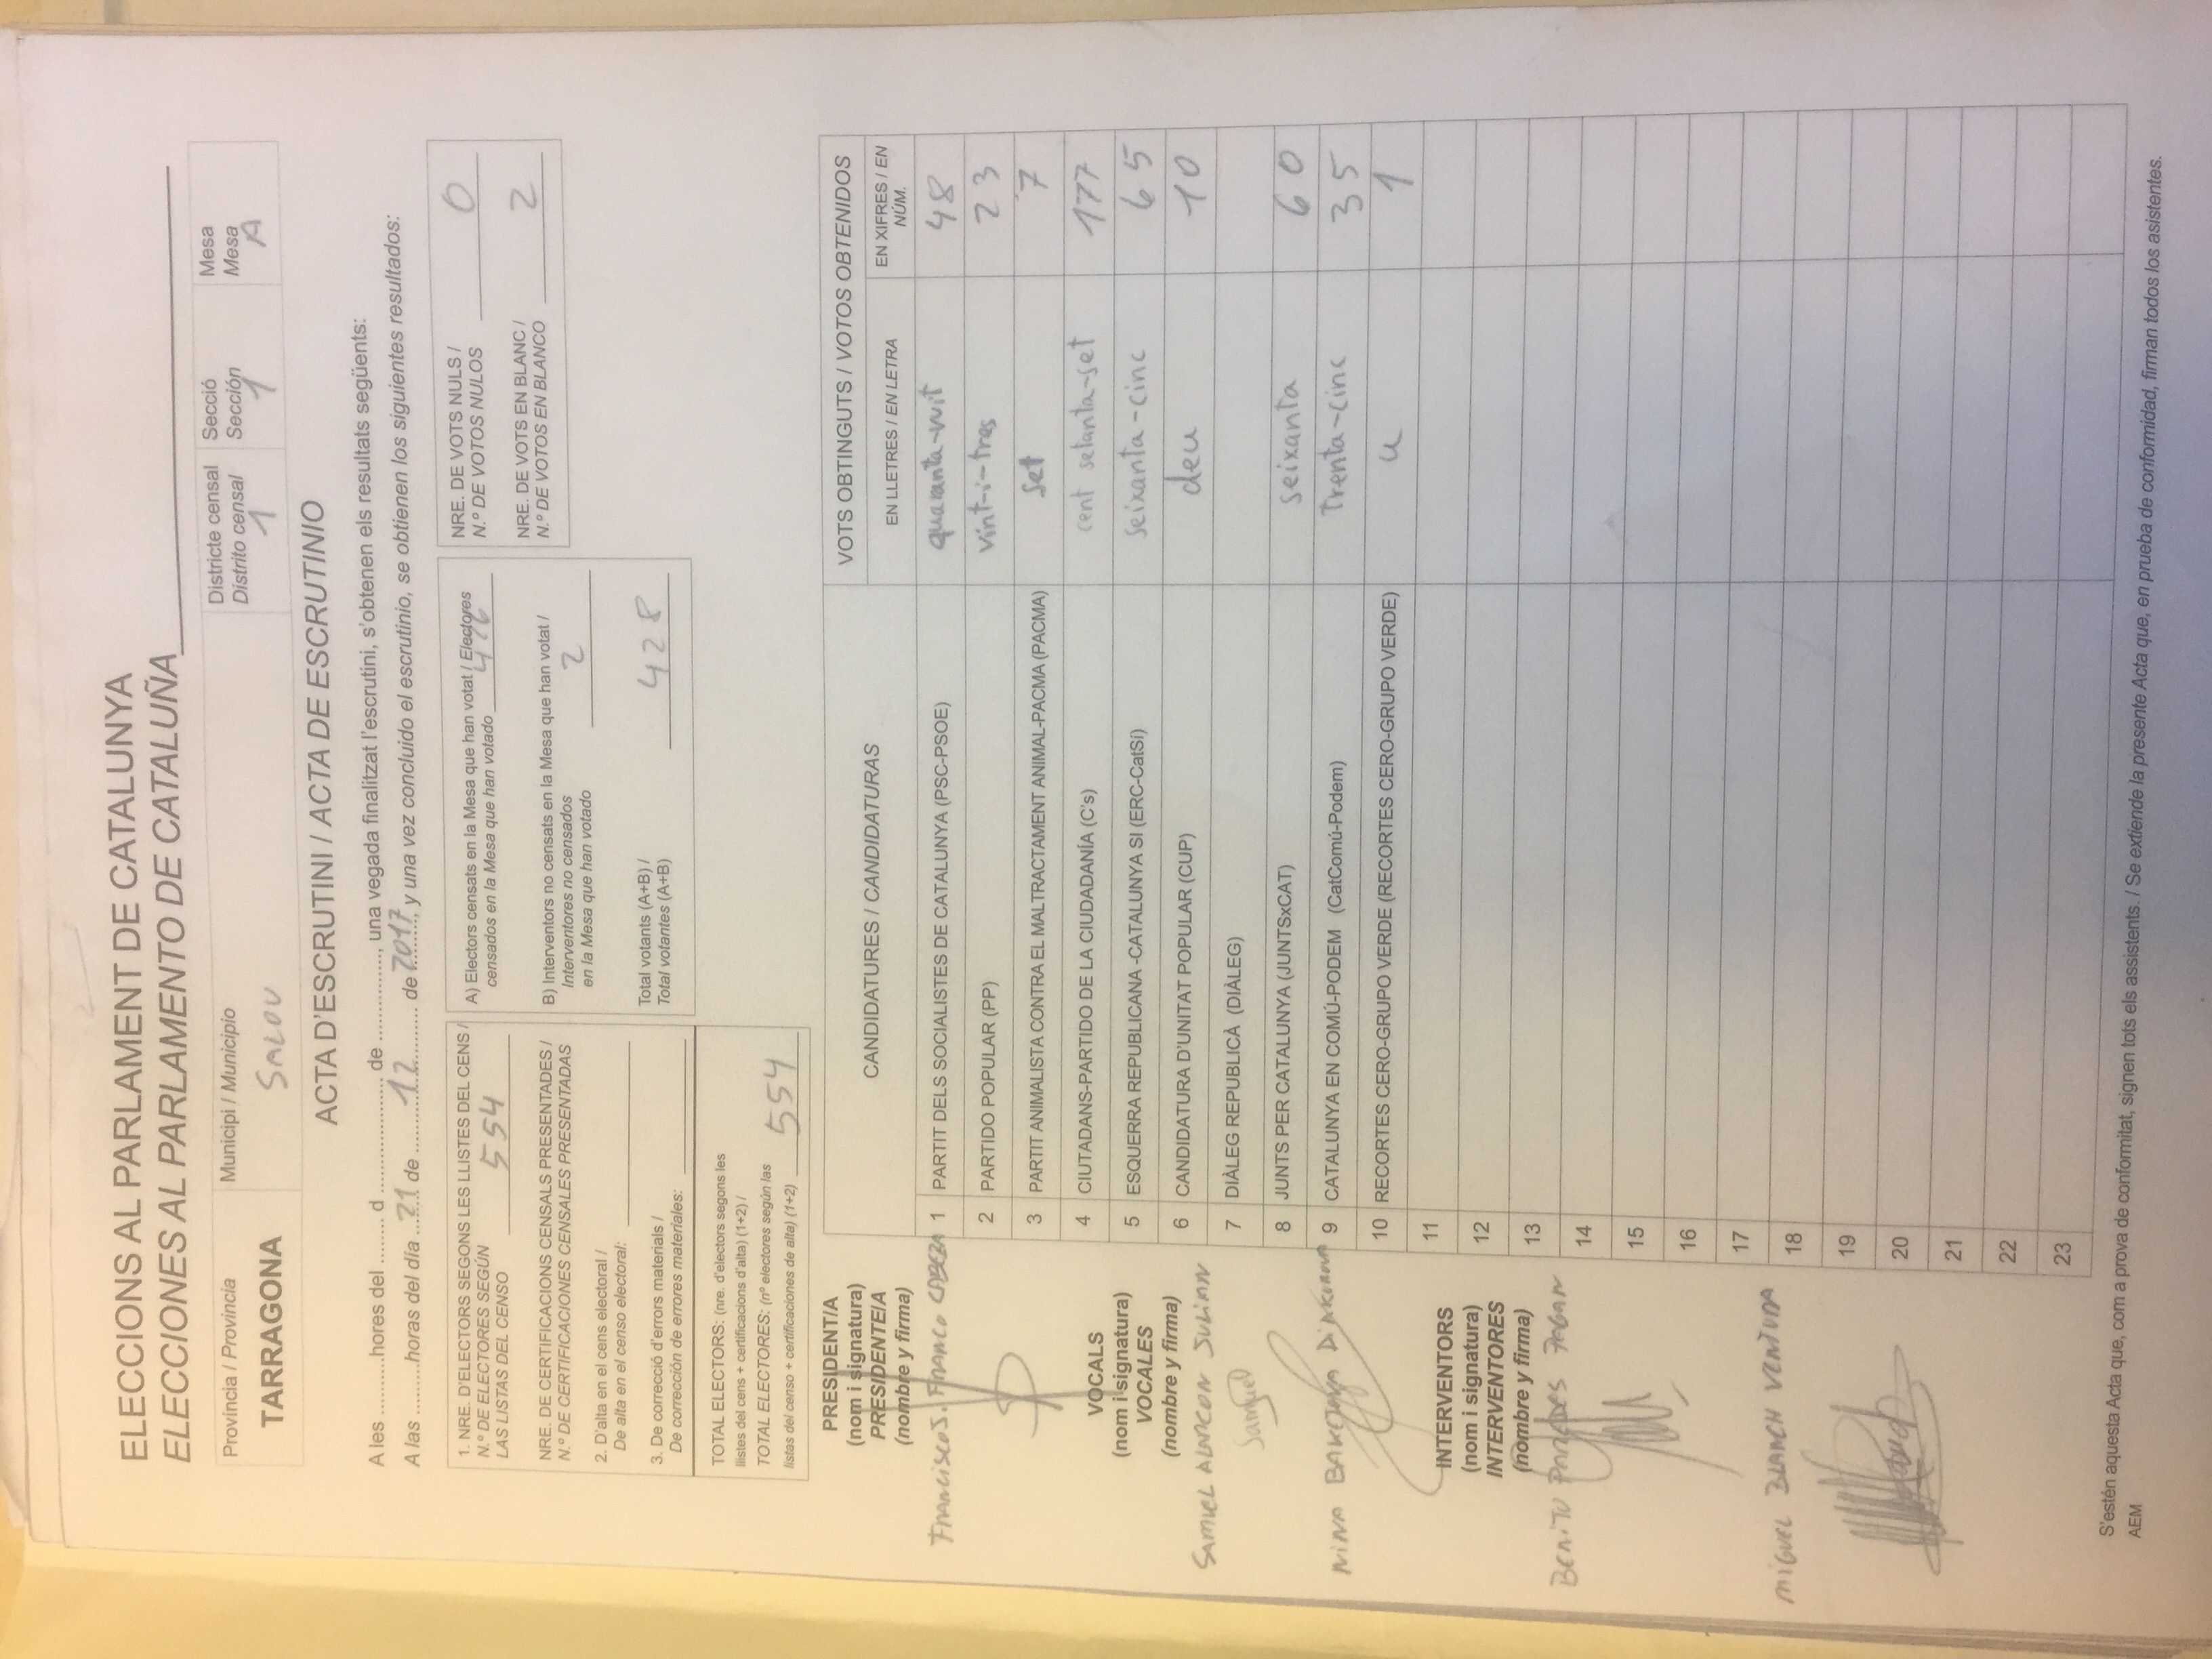 ELECCIONS AL PARLAMENT DE CATALUNYA
ELECCIONES AL PARLAMENTO DE CATALUÑA
Província / Provincia
TARRAGONA
Municipi / Municipio
SALOU
Districte censal
Distrito censal
1
Secció
Sección
1
Mesa
Mesa
A
ACTA D'ESCRUTINI / ACTA DE ESCRUTINIO
A les ..........hores del ........ d ..................... de ................, una vegada finalitzat l'escrutini, s'obtenen els resultats següents:
A las .........horas del día 21 de 12 de 2017, y una vez concluido el escrutinio, se obtienen los siguientes resultados:
1. NRE. D'ELECTORS SEGONS LES LLISTES DEL CENS /
N.º DE ELECTORES SEGÚN
LAS LISTAS DEL CENSO 554
NRE. DE CERTIFICACIONS CENSALS PRESENTADES /
N.º DE CERTIFICACIONES CENSALES PRESENTADAS
2. D'alta en el cens electoral /
De alta en el censo electoral:
3. De correcció d'errors materials /
De corrección de errores materiales:
TOTAL ELECTORS: (nre. d'electors segons les
llistes del cens + certificacions d'alta) (1+2) /
TOTAL ELECTORES: (nº electores según las
listas del censo + certificaciones de alta) (1+2) 554
A) Electors censats en la Mesa que han votat / Electores
censados en la Mesa que han votado 426
B) Interventors no censats en la Mesa que han votat /
Interventores no censados
en la Mesa que han votado 2
Total votants (A+B) /
Total votantes (A+B) 428
NRE. DE VOTS NULS /
N.º DE VOTOS NULOS 0
NRE. DE VOTS EN BLANC /
N.º DE VOTOS EN BLANCO 2
PRESIDENT/A
(nom i signatura)
PRESIDENTE/A
(nombre y firma)
FRANCISCO J. FRANCO CABEZA
VOCALS
(nom i signatura)
VOCALES
(nombre y firma)
SAMUEL ALARCON JULIAN
Samuel
NINA
INTERVENTORS
(nom i signatura)
INTERVENTORES
(nombre y firma)
BENITO PAREDES PAGAN
MIGUEL BLANCH VENTURA
CANDIDATURES / CANDIDATURAS
VOTS OBTINGUTS / VOTOS OBTENIDOS
EN LLETRES / EN LETRA
EN XIFRES / EN
NÚM.
1 PARTIT DELS SOCIALISTES DE CATALUNYA (PSC-PSOE) quaranta-vuit 48
2 PARTIDO POPULAR (PP) vint-i-tres 23
3 PARTIT ANIMALISTA CONTRA EL MALTRACTAMENT ANIMAL-PACMA (PACMA) set 7
4 CIUTADANS-PARTIDO DE LA CIUDADANÍA (C's) cent setanta-set 177
5 ESQUERRA REPUBLICANA -CATALUNYA SI (ERC-CatSí) seixanta-cinc 65
6 CANDIDATURA D'UNITAT POPULAR (CUP) deu 10
7 DIÀLEG REPUBLICÀ (DIÀLEG)
8 JUNTS PER CATALUNYA (JUNTSxCAT) seixanta 60
9 CATALUNYA EN COMÚ-PODEM (CatComú-Podem) trenta-cinc 35
10 RECORTES CERO-GRUPO VERDE (RECORTES CERO-GRUPO VERDE) u 1
11
12
13
14
15
16
17
18
19
20
21
22
23
S'estén aquesta Acta que, com a prova de conformitat, signen tots els assistents. / Se extiende la presente Acta que, en prueba de conformidad, firman todos los asistentes.
AEM